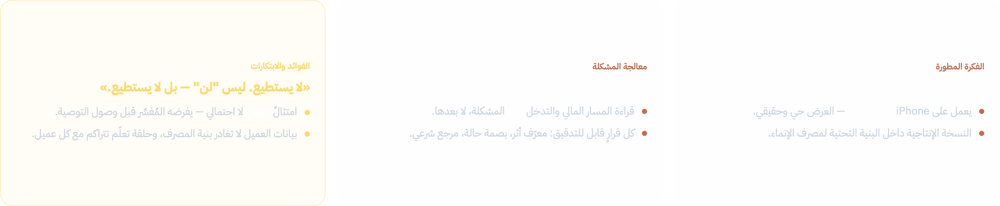 الفكرة المطورة
يعمل على iPhone — العرض حي وحقيقي.
النسخة الإنتاجية داخل البنية التحتية لمصرف الإنماء.
معالجة المشكلة
قراءة المسار المالي والتدخل المشكلة، لا بعدها.
كل قرارٍ قابل للتدقيق: معرّف أثر، بصمة حالة، مرجع شرعي.
الفوائد والابتكارات
«لا يستطيع. ليس "لن" — بل لا يستطيع.»
امتثالٌ لا احتمالي — يفرضه المُفسِّر قبل وصول التوصية.
بيانات العميل لا تغادر بنية المصرف، وحلقة تعلّم تتراكم مع كل عميل.